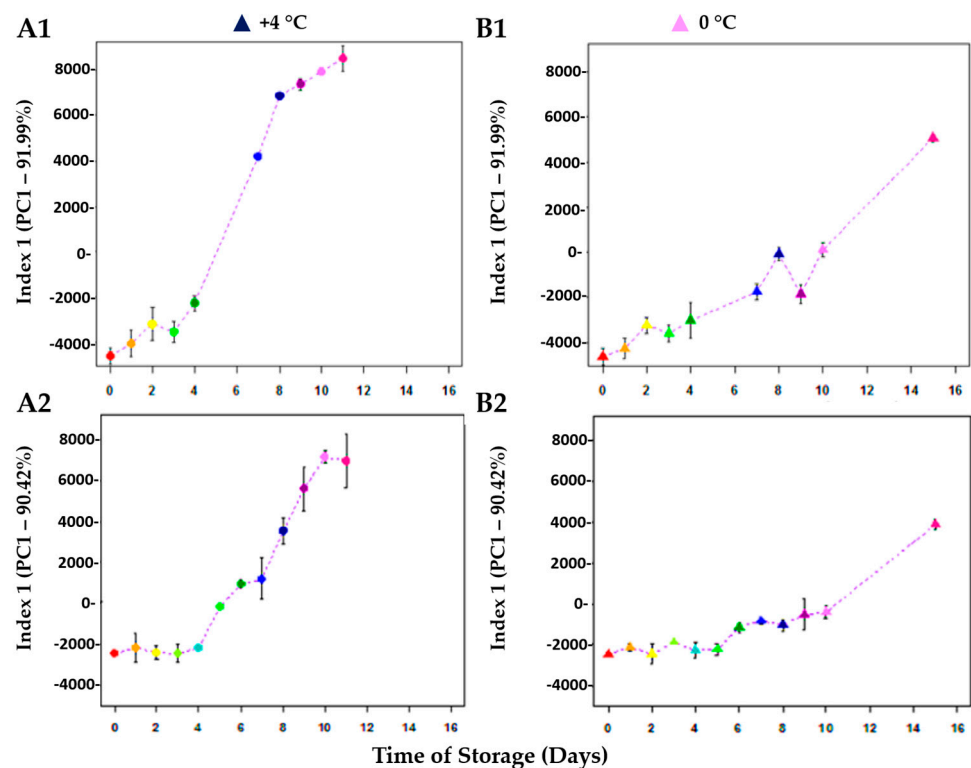 A1 +4 °C B1 0 °C
Index 1 (PC1 – 91.99%)
8000-
6000-
4000-
2000-
0-
-2000-
-4000-
0 2 4 6 8 10 12 14 16
Index 1 (PC1 – 91.99%)
8000-
6000-
4000-
2000-
0-
-2000-
-4000-
0 2 4 6 8 10 12 14 16
A2 B2
Index 1 (PC1 – 90.42%)
8000-
6000-
4000-
2000-
0-
-2000-
-4000-
0 2 4 6 8 10 12 14 16
Index 1 (PC1 – 90.42%)
8000-
6000-
4000-
2000-
0-
-2000-
-4000-
0 2 4 6 8 10 12 14 16
Time of Storage (Days)